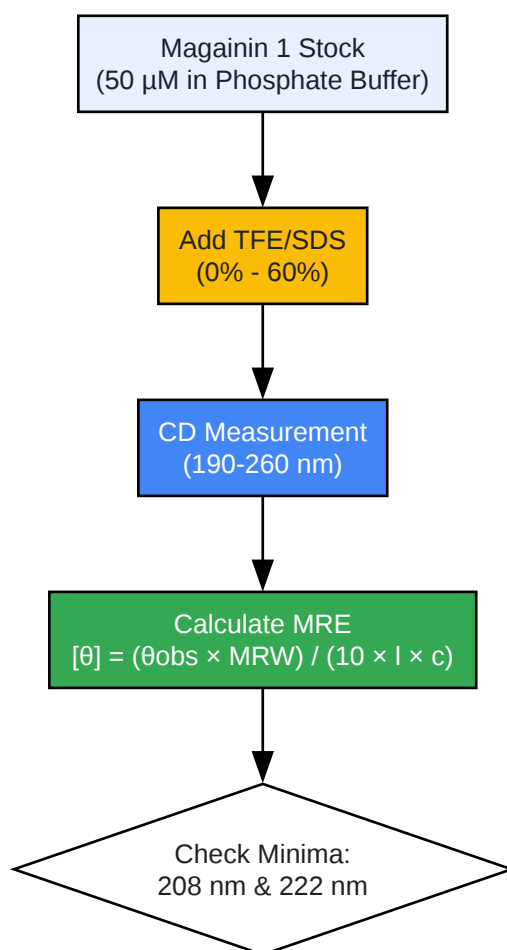 Magainin 1 Stock
(50 µM in Phosphate Buffer)
Add TFE/SDS
(0% - 60%)
CD Measurement
(190-260 nm)
Calculate MRE
[θ] = (θobs × MRW) / (10 × l × c)
Check Minima:
208 nm & 222 nm